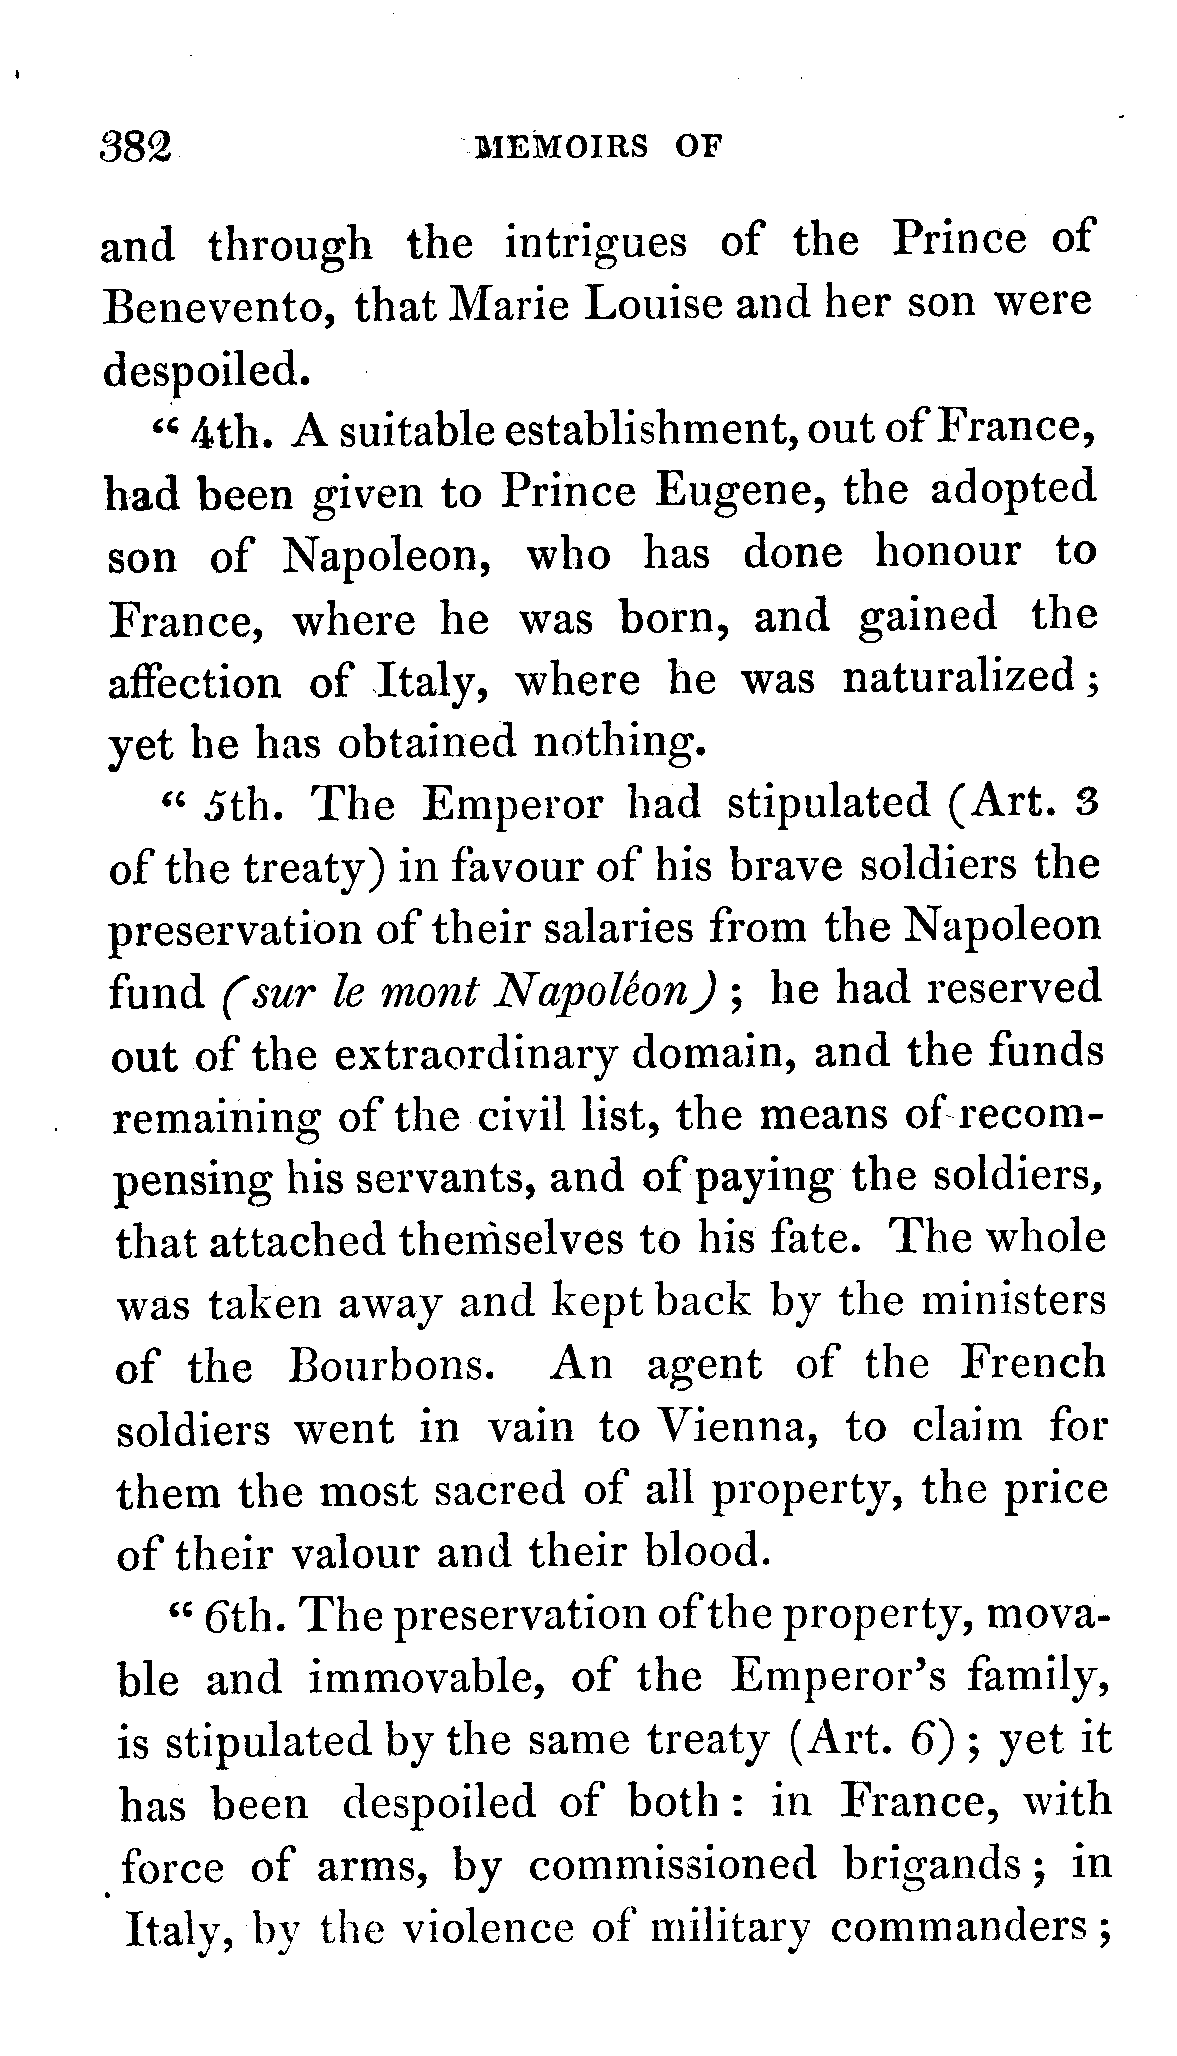 382 MEMOIRS OF
and through the intrigues of the Prince of
Benevento, that Marie Louise and her son were
despoiled.
“ 4th. A suitable establishment, out of France,
had been given to Prince Eugene, the adopted
son of Napoleon, who has done honour to
France, where he was born, and gained the
affection of Italy, where he was naturalized;
yet he has obtained nothing.
“ 5th. The Emperor had stipulated (Art. 3
of the treaty) in favour of his brave soldiers the
preservation of their salaries from the Napoleon
fund (sur le mont Napoléon); he had reserved
out of the extraordinary domain, and the funds
remaining of the civil list, the means of recom-
pensing his servants, and of paying the soldiers,
that attached themselves to his fate. The whole
was taken away and kept back by the ministers
of the Bourbons. An agent of the French
soldiers went in vain to Vienna, to claim for
them the most sacred of all property, the price
of their valour and their blood.
“ 6th. The preservation of the property, mova-
ble and immovable, of the Emperor’s family,
is stipulated by the same treaty (Art. 6); yet it
has been despoiled of both: in France, with
force of arms, by commissioned brigands; in
Italy, by the violence of military commanders;